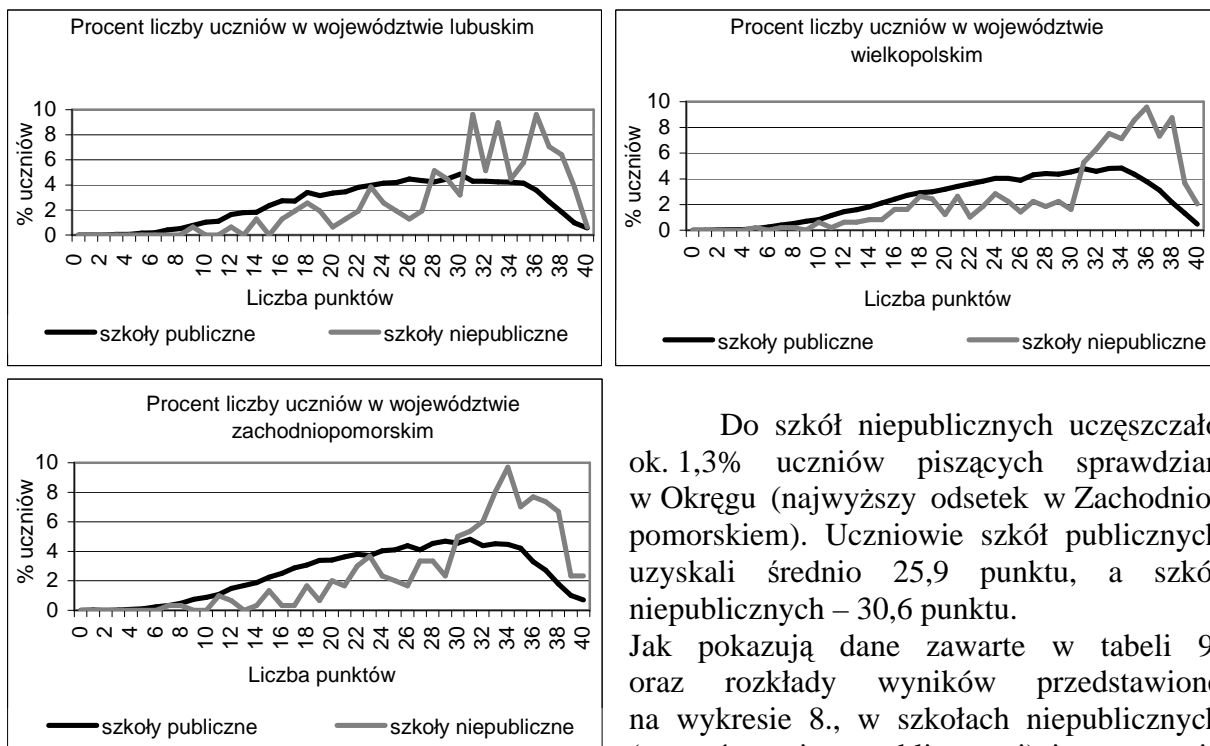 Procent liczby uczniów w województwie lubuskim
10
8
6
4
2
0
% uczniów
0 2 4 6 8 10 12 14 16 18 20 22 24 26 28 30 32 34 36 38 40
Liczba punktów
szkoły publiczne szkoły niepubliczne
Procent liczby uczniów w województwie
wielkopolskim
10
8
6
4
2
0
% uczniów
0 2 4 6 8 10 12 14 16 18 20 22 24 26 28 30 32 34 36 38 40
Liczba punktów
szkoły publiczne szkoły niepubliczne
Procent liczby uczniów w województwie
zachodniopomorskim
10
8
6
4
2
0
% uczniów
0 2 4 6 8 10 12 14 16 18 20 22 24 26 28 30 32 34 36 38 40
Liczba punktów
szkoły publiczne szkoły niepubliczne
Do szkół niepublicznych uczęszczało
ok. 1,3% uczniów piszących sprawdzian
w Okręgu (najwyższy odsetek w Zachodnio
pomorskiem). Uczniowie szkół publicznych
uzyskali średnio 25,9 punktu, a szkół
niepublicznych – 30,6 punktu.
Jak pokazują dane zawarte w tabeli 9
oraz rozkłady wyników przedstawione
na wykresie 8., w szkołach niepublicznych